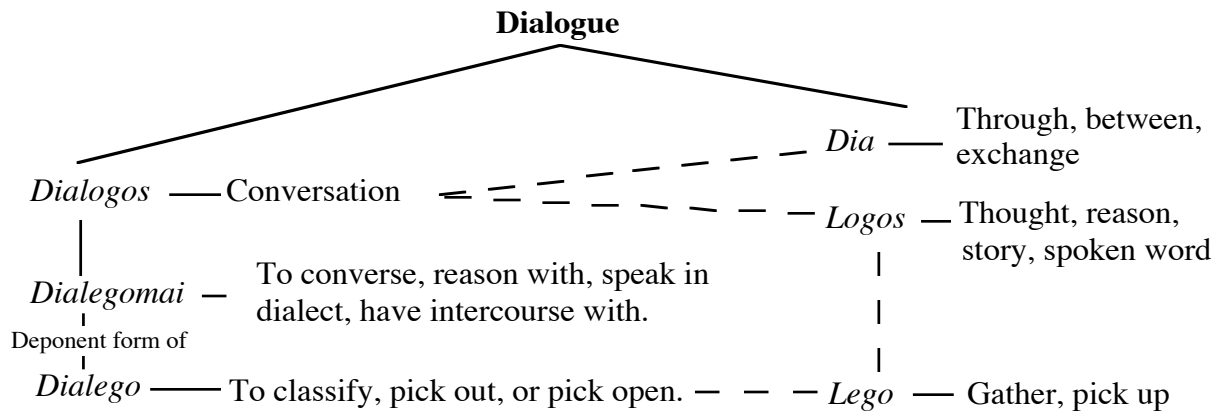 Dialogue
Dia
Through, between,
exchange
Dialogos
Conversation
Logos
Thought, reason,
story, spoken word
Dialegomai
To converse, reason with, speak in
dialect, have intercourse with.
Deponent form of
Dialego
To classify, pick out, or pick open.
Lego
Gather, pick up